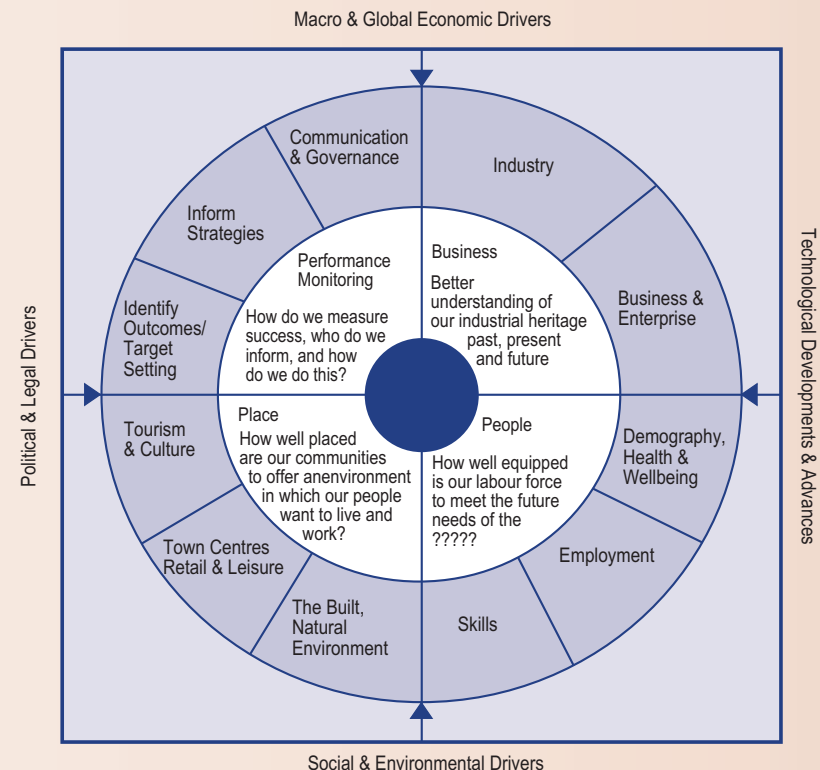 Macro & Global Economic Drivers
Communication
& Governance
Industry
Inform
Strategies
Performance
Monitoring
Business
Identify
Outcomes/
Target
Setting
How do we measure
success, who do we
inform, and how
do we do this?
Better
understanding of
our industrial heritage
past, present
and future
Business &
Enterprise
Political & Legal Drivers
Technological Developments & Advances
Tourism
& Culture
Place
How well placed
are our communities
to offer anenvironment
in which our people
want to live and
work?
People
How well equipped
is our labour force
to meet the future
needs of the
?????
Demography,
Health &
Wellbeing
Town Centres
Retail & Leisure
Employment
The Built,
Natural
Environment
Skills
Social & Environmental Drivers